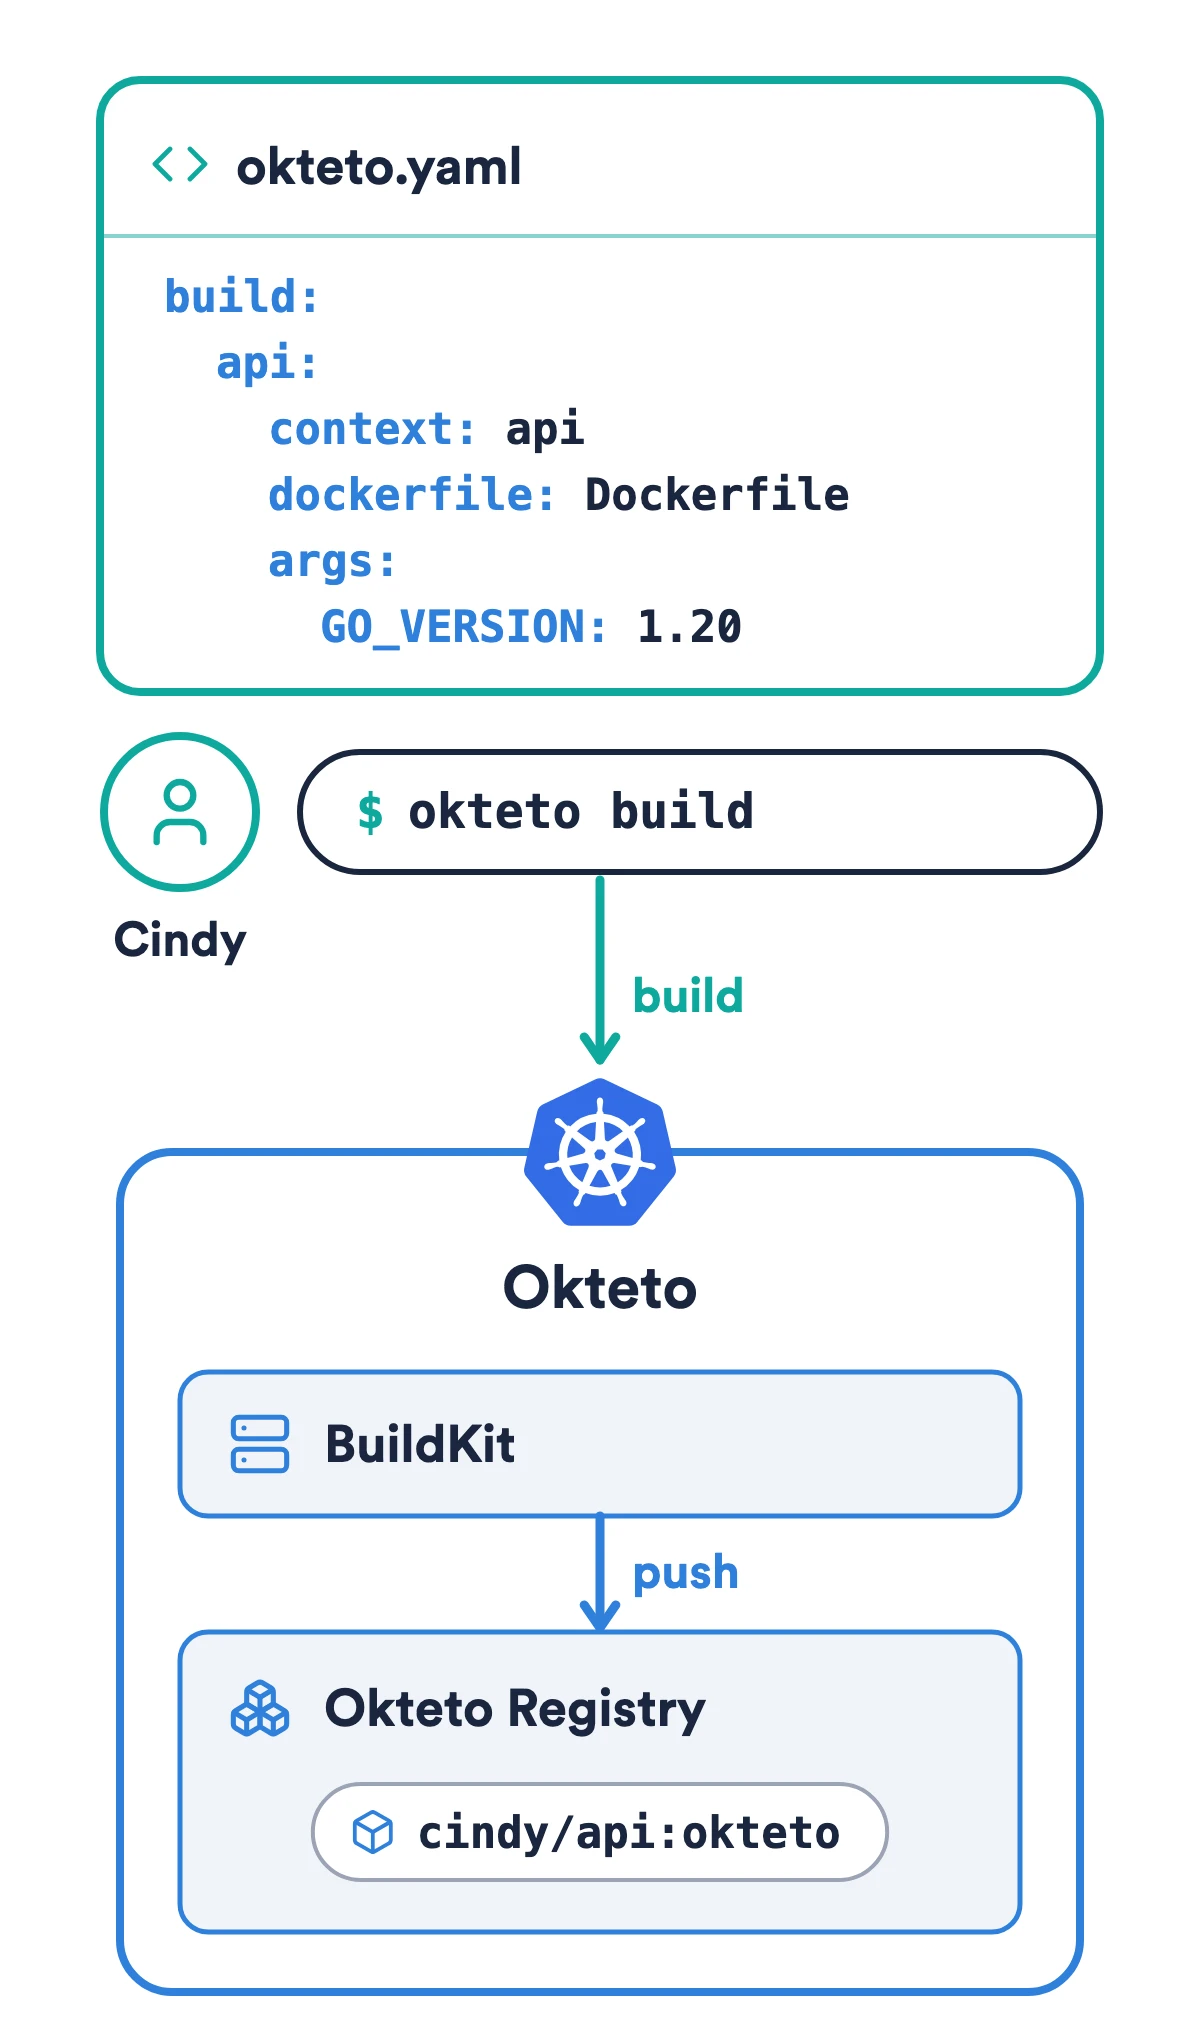 okteto.yaml
build:
api:
context: api
dockerfile: Dockerfile
args:
GO_VERSION: 1.20
$ okteto build
Cindy
build
Okteto
BuildKit
push
Okteto Registry
cindy/api:okteto